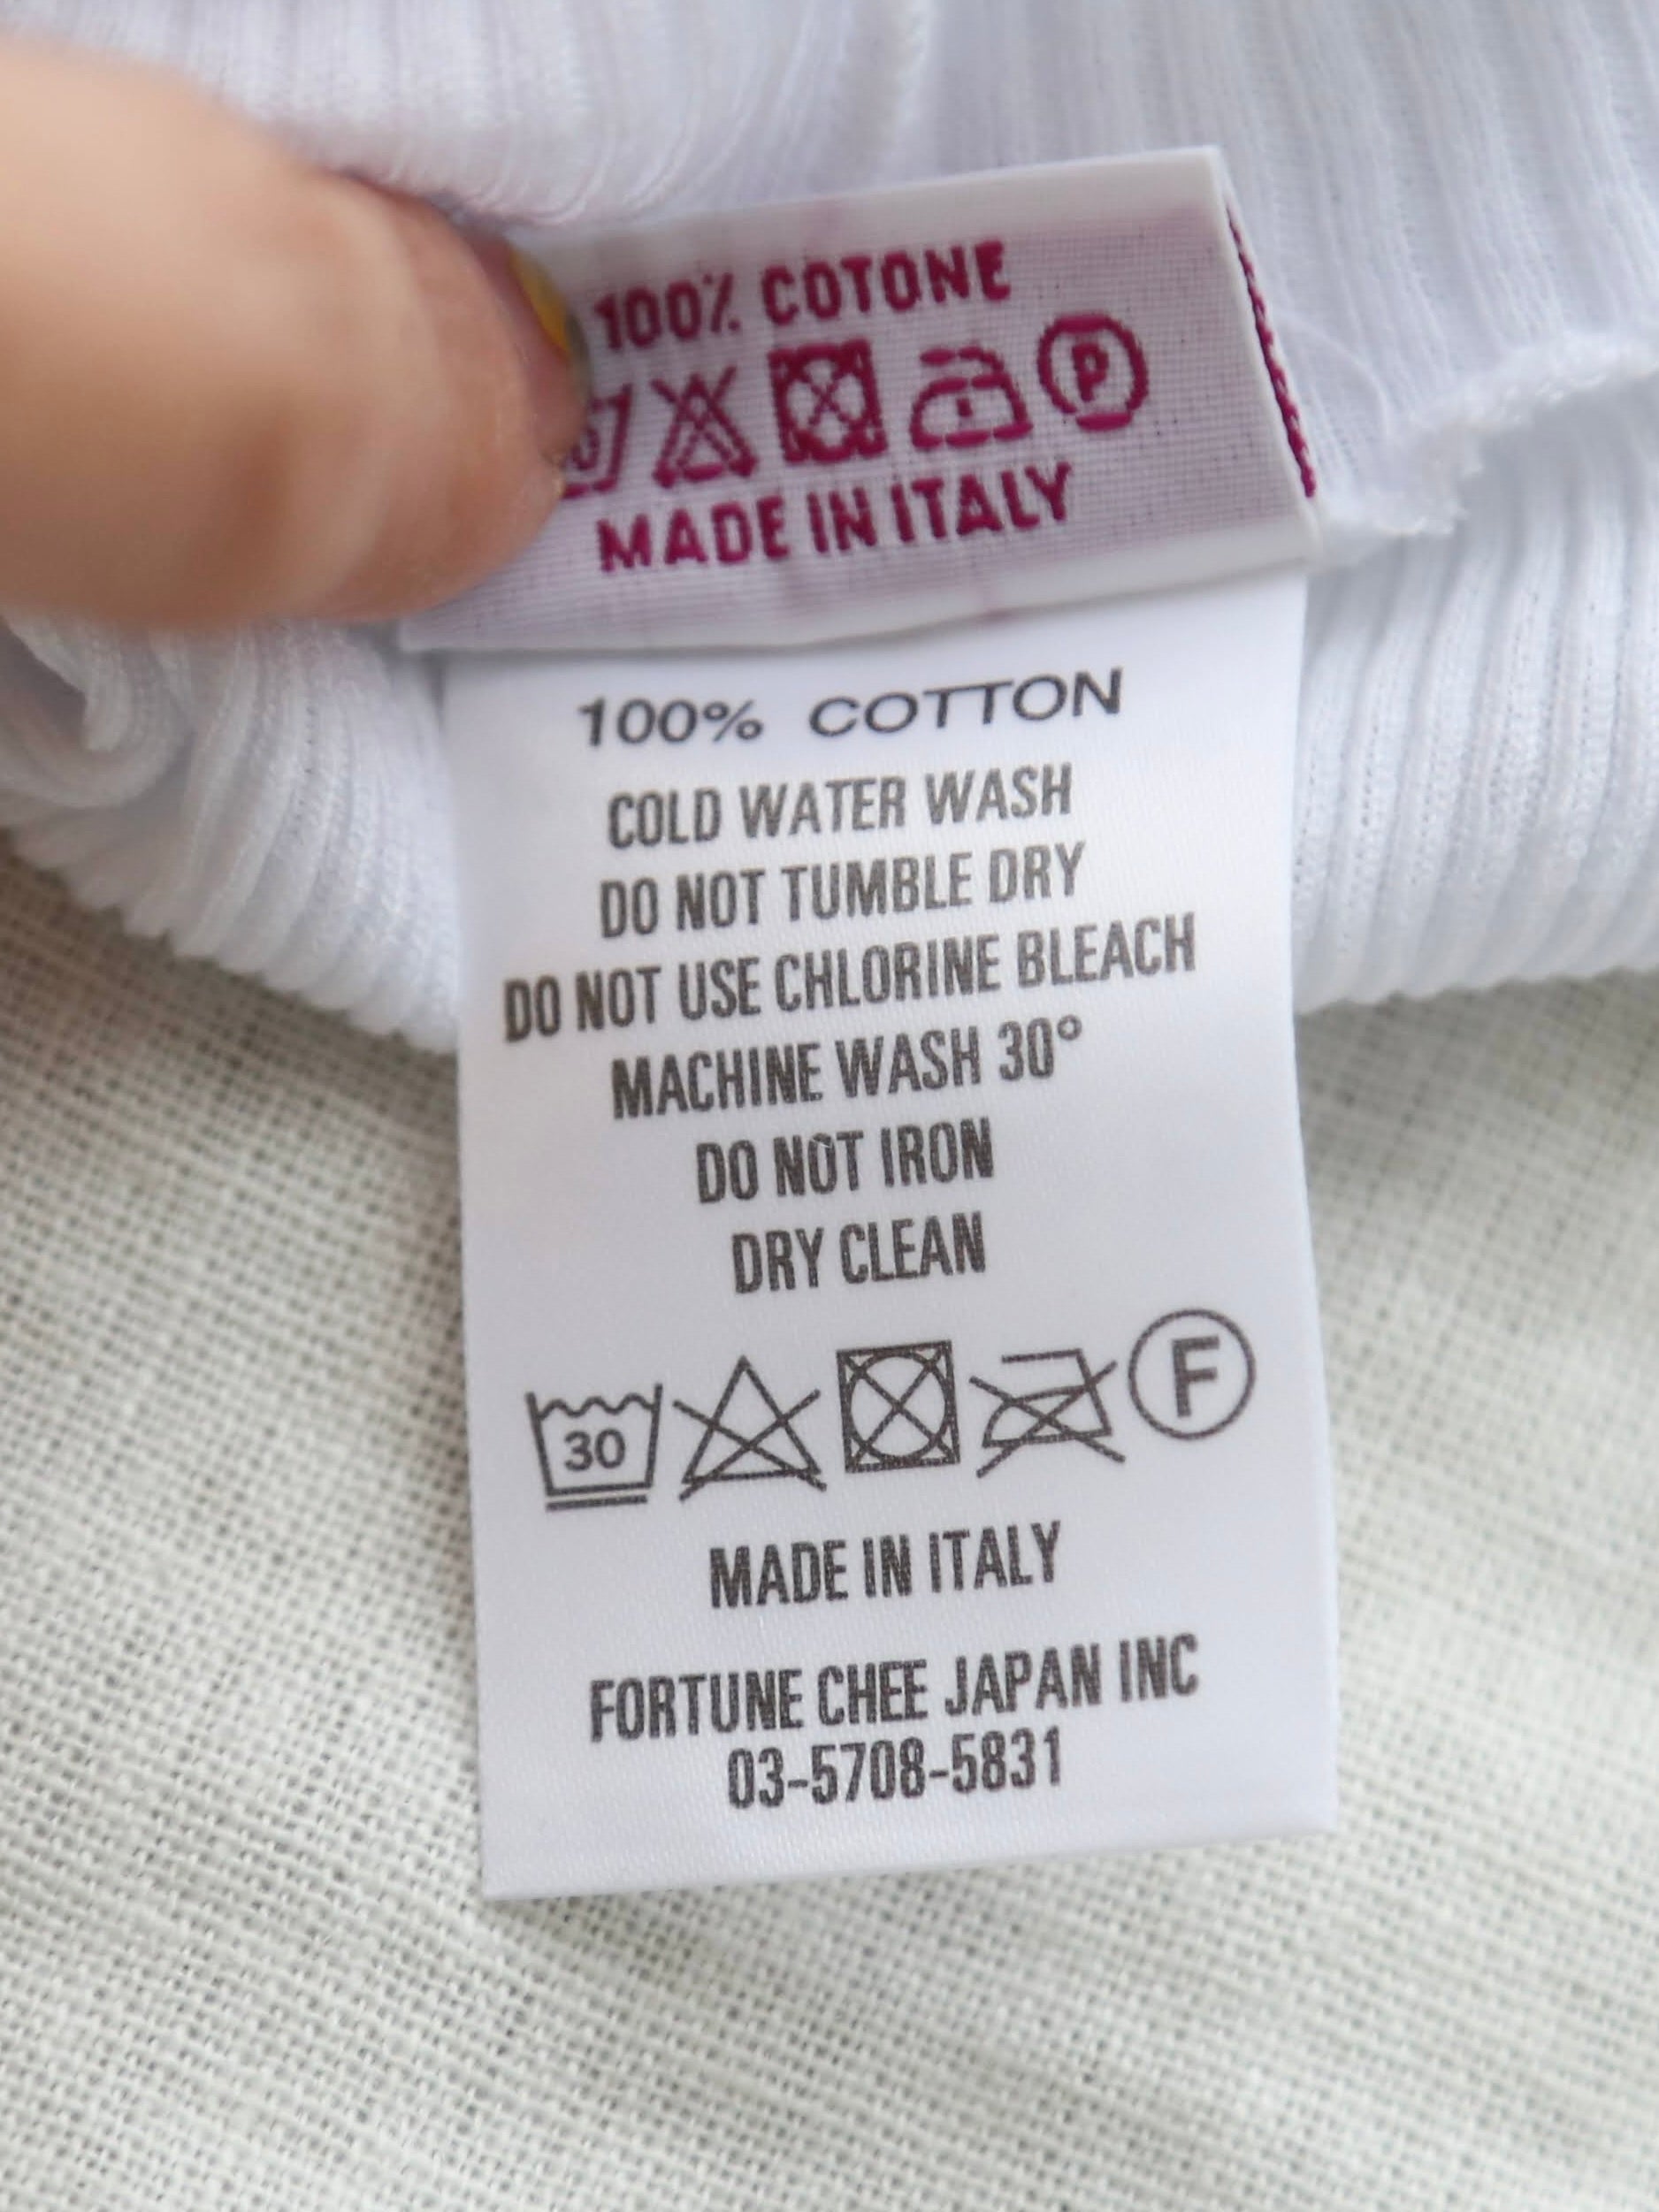 100% COTONE
P
MADE IN ITALY
100% COTTON
COLD WATER WASH
DO NOT TUMBLE DRY
DO NOT USE CHLORINE BLEACH
MACHINE WASH 30°
DO NOT IRON
DRY CLEAN
30 F
MADE IN ITALY
FORTUNE CHEE JAPAN INC
03-5708-5831